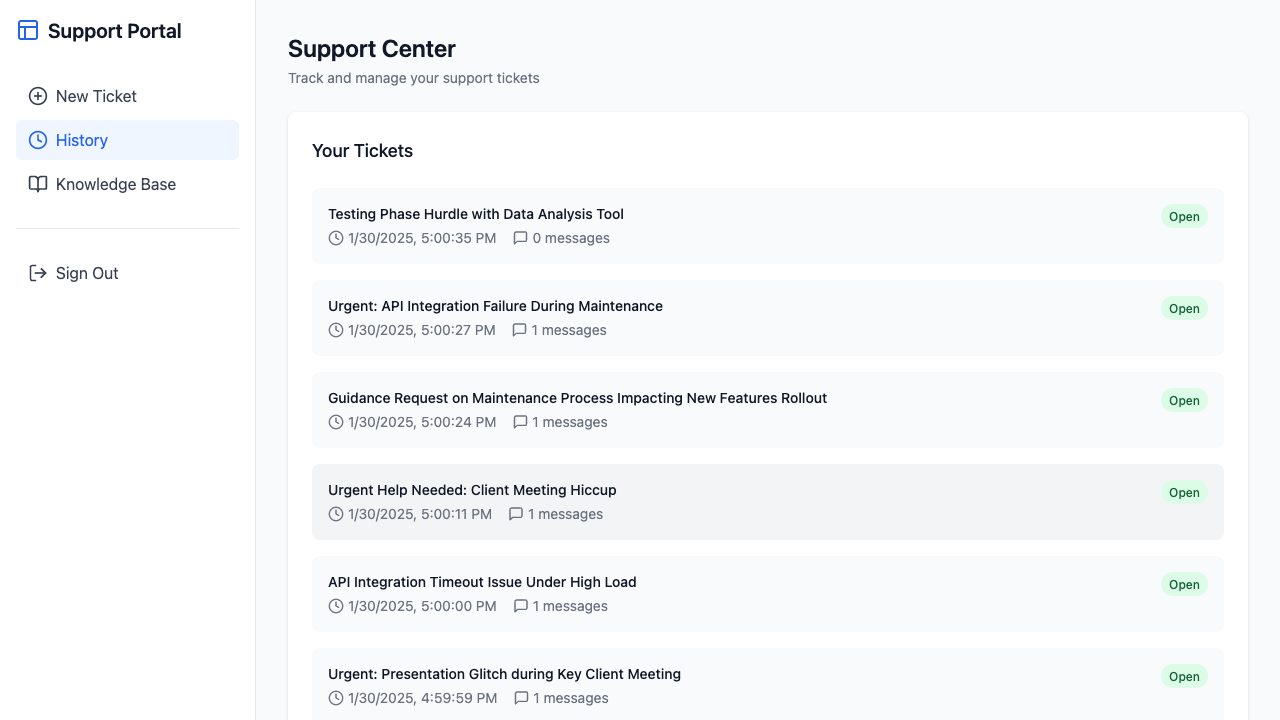 Support Portal
New Ticket
History
Knowledge Base
Sign Out
Support Center
Track and manage your support tickets
Your Tickets
Testing Phase Hurdle with Data Analysis Tool
Open
1/30/2025, 5:00:35 PM 0 messages
Urgent: API Integration Failure During Maintenance
Open
1/30/2025, 5:00:27 PM 1 messages
Guidance Request on Maintenance Process Impacting New Features Rollout
Open
1/30/2025, 5:00:24 PM 1 messages
Urgent Help Needed: Client Meeting Hiccup
Open
1/30/2025, 5:00:11 PM 1 messages
API Integration Timeout Issue Under High Load
Open
1/30/2025, 5:00:00 PM 1 messages
Urgent: Presentation Glitch during Key Client Meeting
Open
1/30/2025, 4:59:59 PM 1 messages